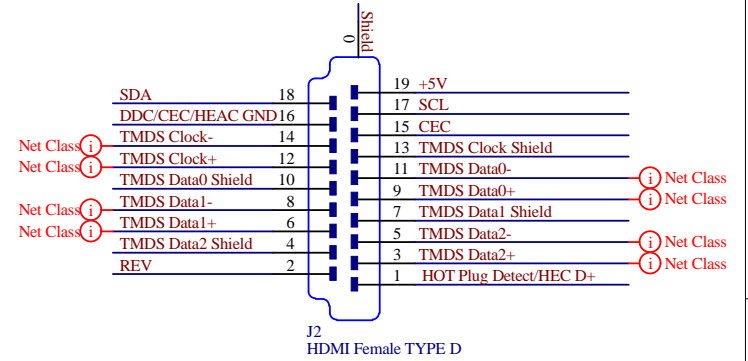 Shield
0
SDA 18
DDC/CEC/HEAC GND 16
Net Class i TMDS Clock- 14
Net Class i TMDS Clock+ 12
TMDS Data0 Shield 10
Net Class i TMDS Data1- 8
Net Class i TMDS Data1+ 6
TMDS Data2 Shield 4
REV 2
19 +5V
17 SCL
15 CEC
13 TMDS Clock Shield
11 TMDS Data0- i Net Class
9 TMDS Data0+ i Net Class
7 TMDS Data1 Shield
5 TMDS Data2- i Net Class
3 TMDS Data2+ i Net Class
1 HOT Plug Detect/HEC D+
J2
HDMI Female TYPE D